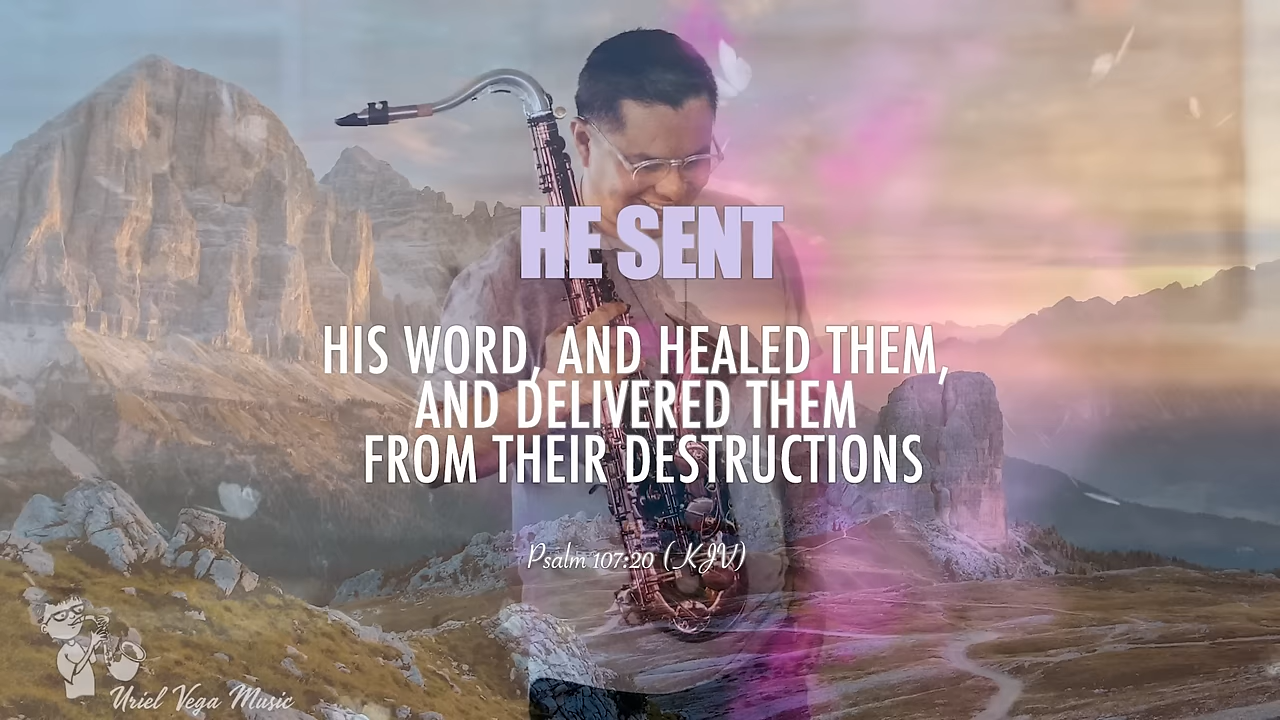 HE SENT
HIS WORD, AND HEALED THEM,
AND DELIVERED THEM
FROM THEIR DESTRUCTIONS
Psalm 107:20 (KJV)
Uriel Vega Music